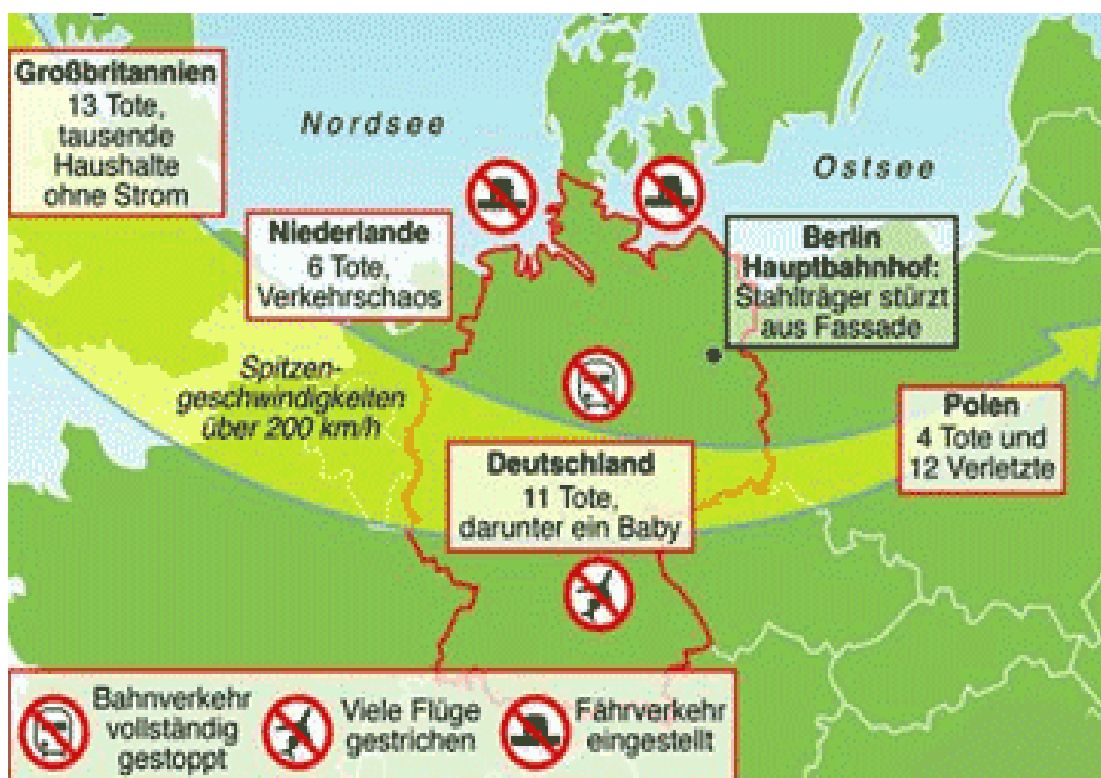 Großbritannien
13 Tote,
tausende
Haushalte
ohne Strom
Nordsee
Ostsee
Niederlande
6 Tote,
Verkehrschaos
Berlin
Hauptbahnhof:
Stahlträger stürzt
aus Fassade
Spitzen-
geschwindigkeiten
über 200 km/h
Polen
4 Tote und
12 Verletzte
Deutschland
11 Tote,
darunter ein Baby
Bahnverkehr
vollständig
gestoppt
Viele Flüge
gestrichen
Fährverkehr
eingestellt